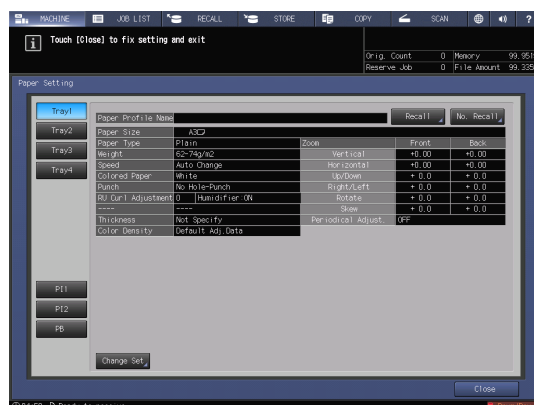 MACHINE JOB LIST RECALL STORE COPY SCAN ?
Touch [Close] to fix setting and exit
Orig. Count 0 Memory 99.951
Reserve Job 0 File Amount 99.335
Paper Setting
Tray1
Tray2
Tray3
Tray4
PI1
PI2
PB
Paper Profile Name Recall No. Recall
Paper Size A3
Paper Type Plain Zoom Front Back
Weight 62-74g/m2 Vertical +0.00 +0.00
Speed Auto Change Horizontal +0.00 +0.00
Colored Paper White Up/Down + 0.0 + 0.0
Punch No Hole-Punch Right/Left + 0.0 + 0.0
RU Curl Adjustment 0 Humidifier:ON Rotate + 0.0 + 0.0
---- ---- Skew + 0.0 + 0.0
Thickness Not Specify Periodical Adjust. OFF
Color Density Default Adj.Data
Change Set
Close